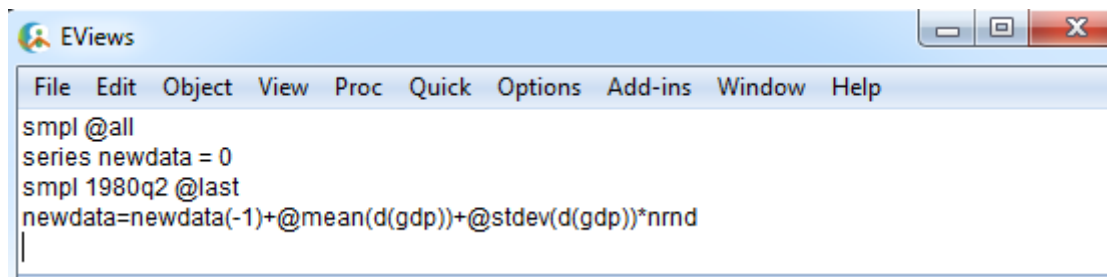 EViews
File Edit Object View Proc Quick Options Add-ins Window Help
smpl @all
series newdata = 0
smpl 1980q2 @last
newdata=newdata(-1)+@mean(d(gdp))+@stdev(d(gdp))*nrnd